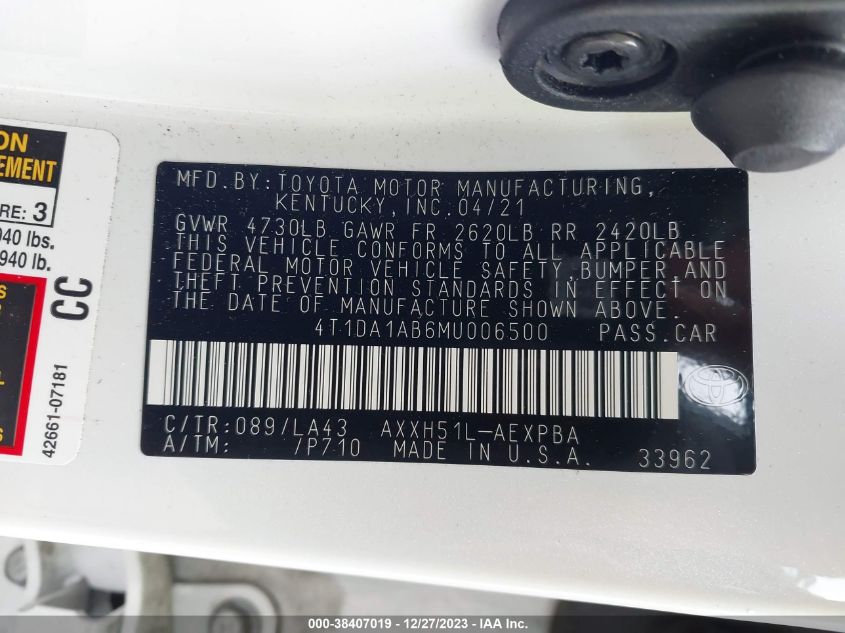 ON
EMENT
RE: 3
940 lb.
CC
42661-07181
MFD. BY: TOYOTA MOTOR MANUFACTURING,
KENTUCKY, INC. 04/21
GVWR 4730LB GAWR FR 2620LB RR 2420LB
THIS VEHICLE CONFORMS TO ALL APPLICABLE
FEDERAL MOTOR VEHICLE SAFETY, BUMPER, AND
THEFT PREVENTION STANDARDS IN EFFECT ON
THE DATE OF MANUFACTURE SHOWN ABOVE.
4T1DA1AB6MU006500 PASS. CAR
C/TR: 089/LA43 AXXH51L-AEXPBA
A/TM: /P710 MADE IN U.S.A. 33962
000-38407019 - 12/27/2023 - IAA Inc.